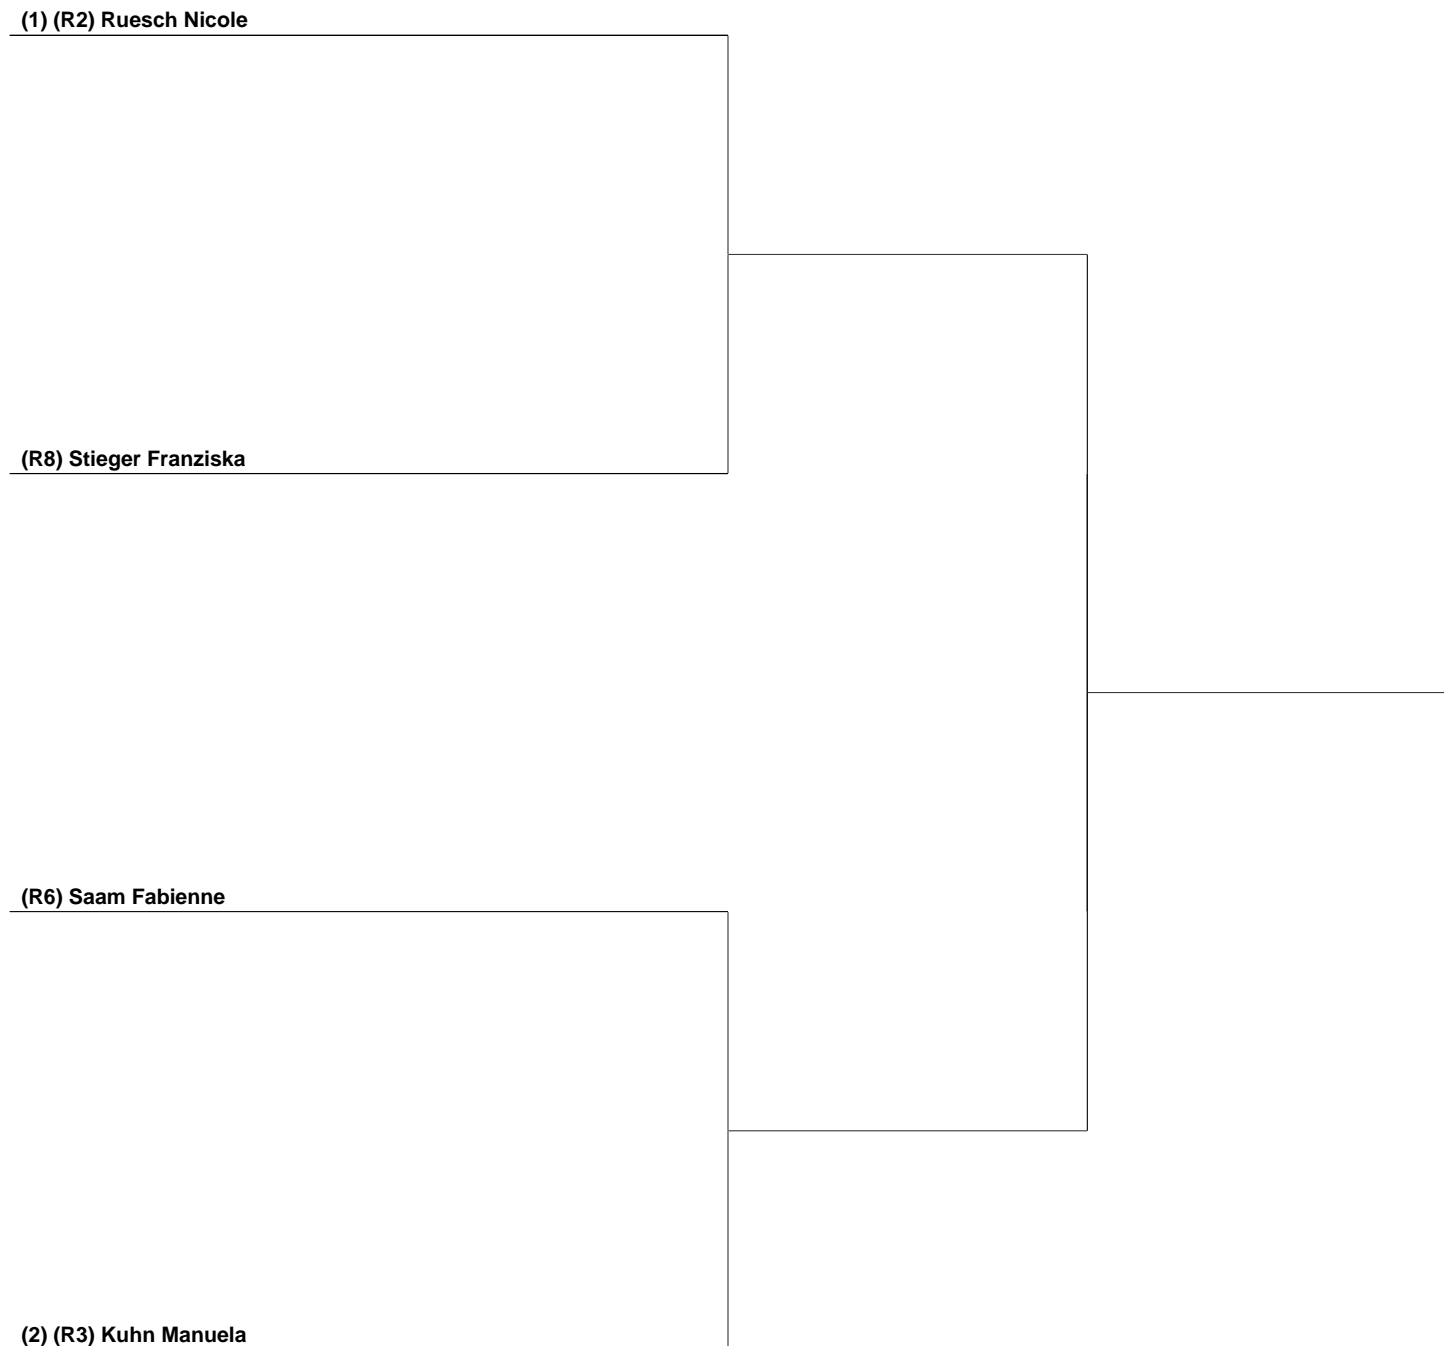 (1) (R2) Ruesch Nicole
(R8) Stieger Franziska
(R6) Saam Fabienne
(2) (R3) Kuhn Manuela